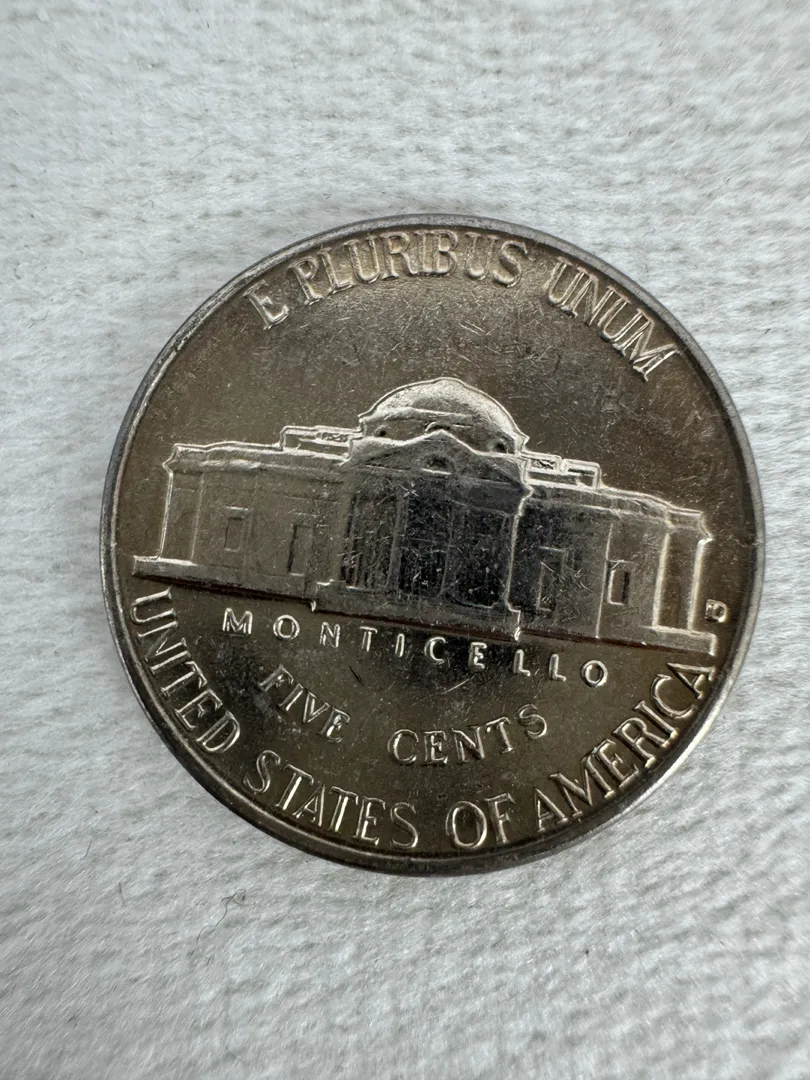 E PLURIBUS UNUM
MONTICELLO
D
FIVE CENTS
UNITED STATES OF AMERICA